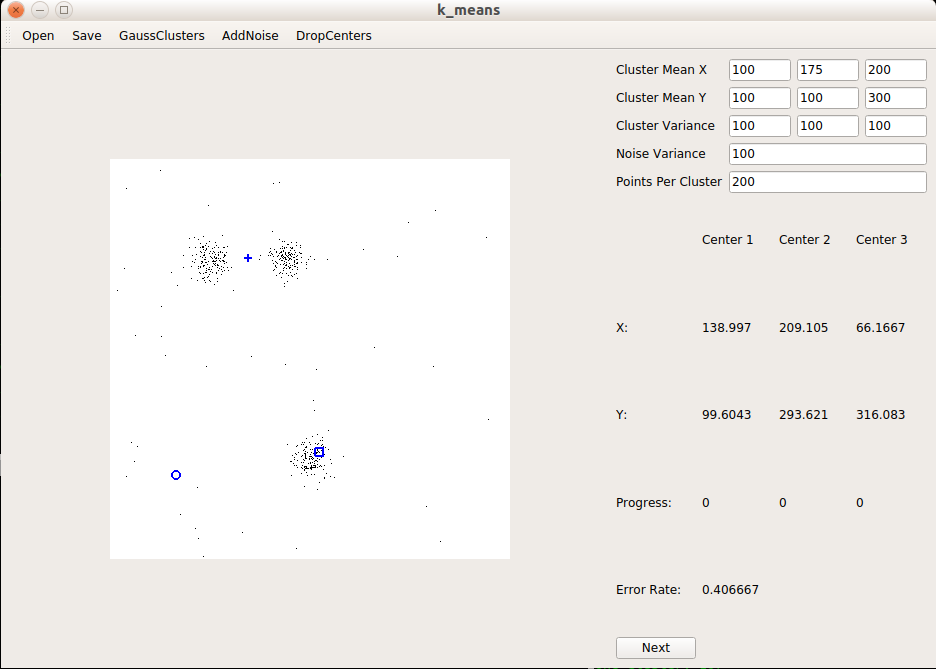 k_means
Open Save GaussClusters AddNoise DropCenters
Cluster Mean X 100 175 200
Cluster Mean Y 100 100 300
Cluster Variance 100 100 100
Noise Variance 100
Points Per Cluster 200
Center 1 Center 2 Center 3
X: 138.997 209.105 66.1667
Y: 99.6043 293.621 316.083
Progress: 0 0 0
Error Rate: 0.406667
Next